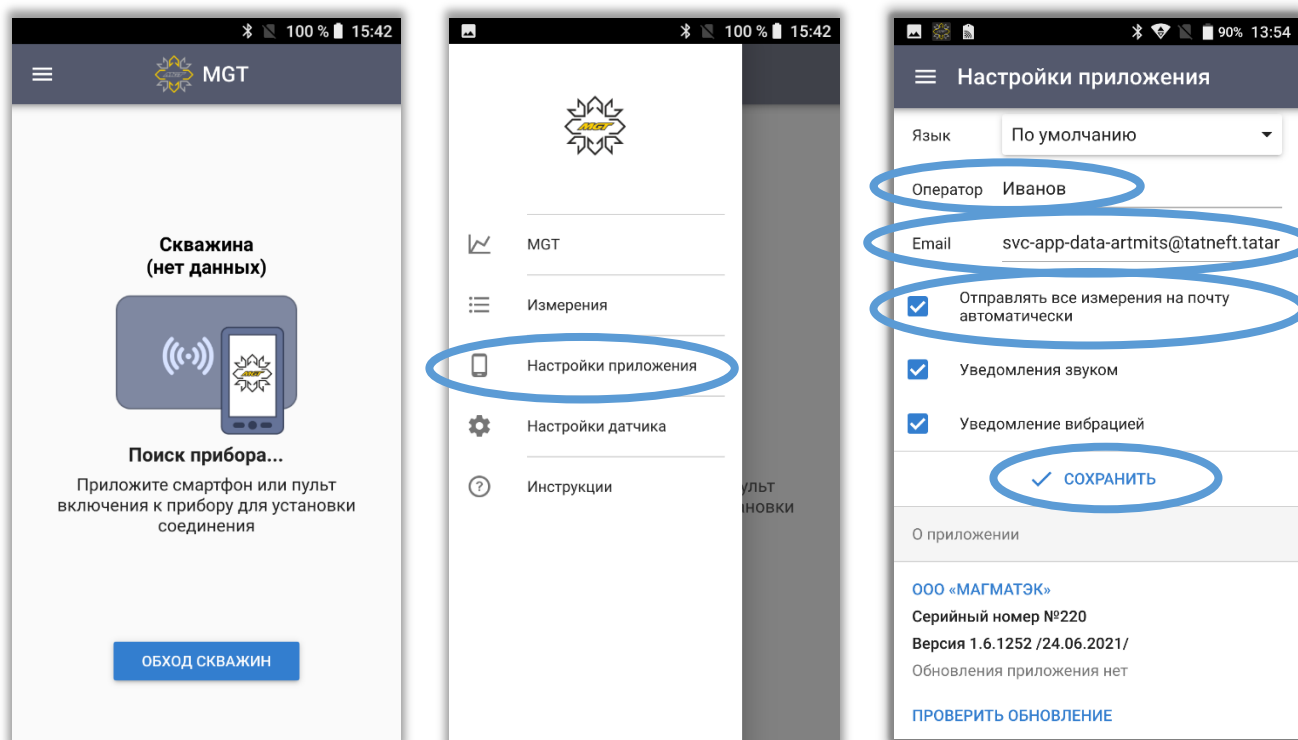 100 % 15:42
MGT
Скважина
(нет данных)
MGT
Поиск прибора...
Приложите смартфон или пульт
включения к прибору для установки
соединения
ОБХОД СКВАЖИН
100 % 15:42
MGT
MGT
Измерения
Настройки приложения
Настройки датчика
Инструкции
ульт
ановки
90% 13:54
Настройки приложения
Язык По умолчанию
Оператор Иванов
Email svc-app-data-artmits@tatneft.tatar
Отправлять все измерения на почту
автоматически
Уведомления звуком
Уведомление вибрацией
СОХРАНИТЬ
О приложении
ООО «МАГМАТЭК»
Серийный номер №220
Версия 1.6.1252 /24.06.2021/
Обновления приложения нет
ПРОВЕРИТЬ ОБНОВЛЕНИЕ